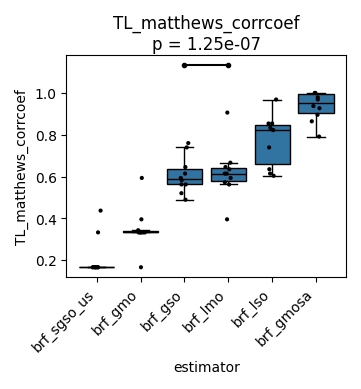 TL_matthews_corrcoef
p = 1.25e-07
TL_matthews_corrcoef
1.0
0.8
0.6
0.4
0.2
brf_sgso_us
brf_gmo
brf_gso
brf_lmo
brf_lso
brf_gmosa
estimator